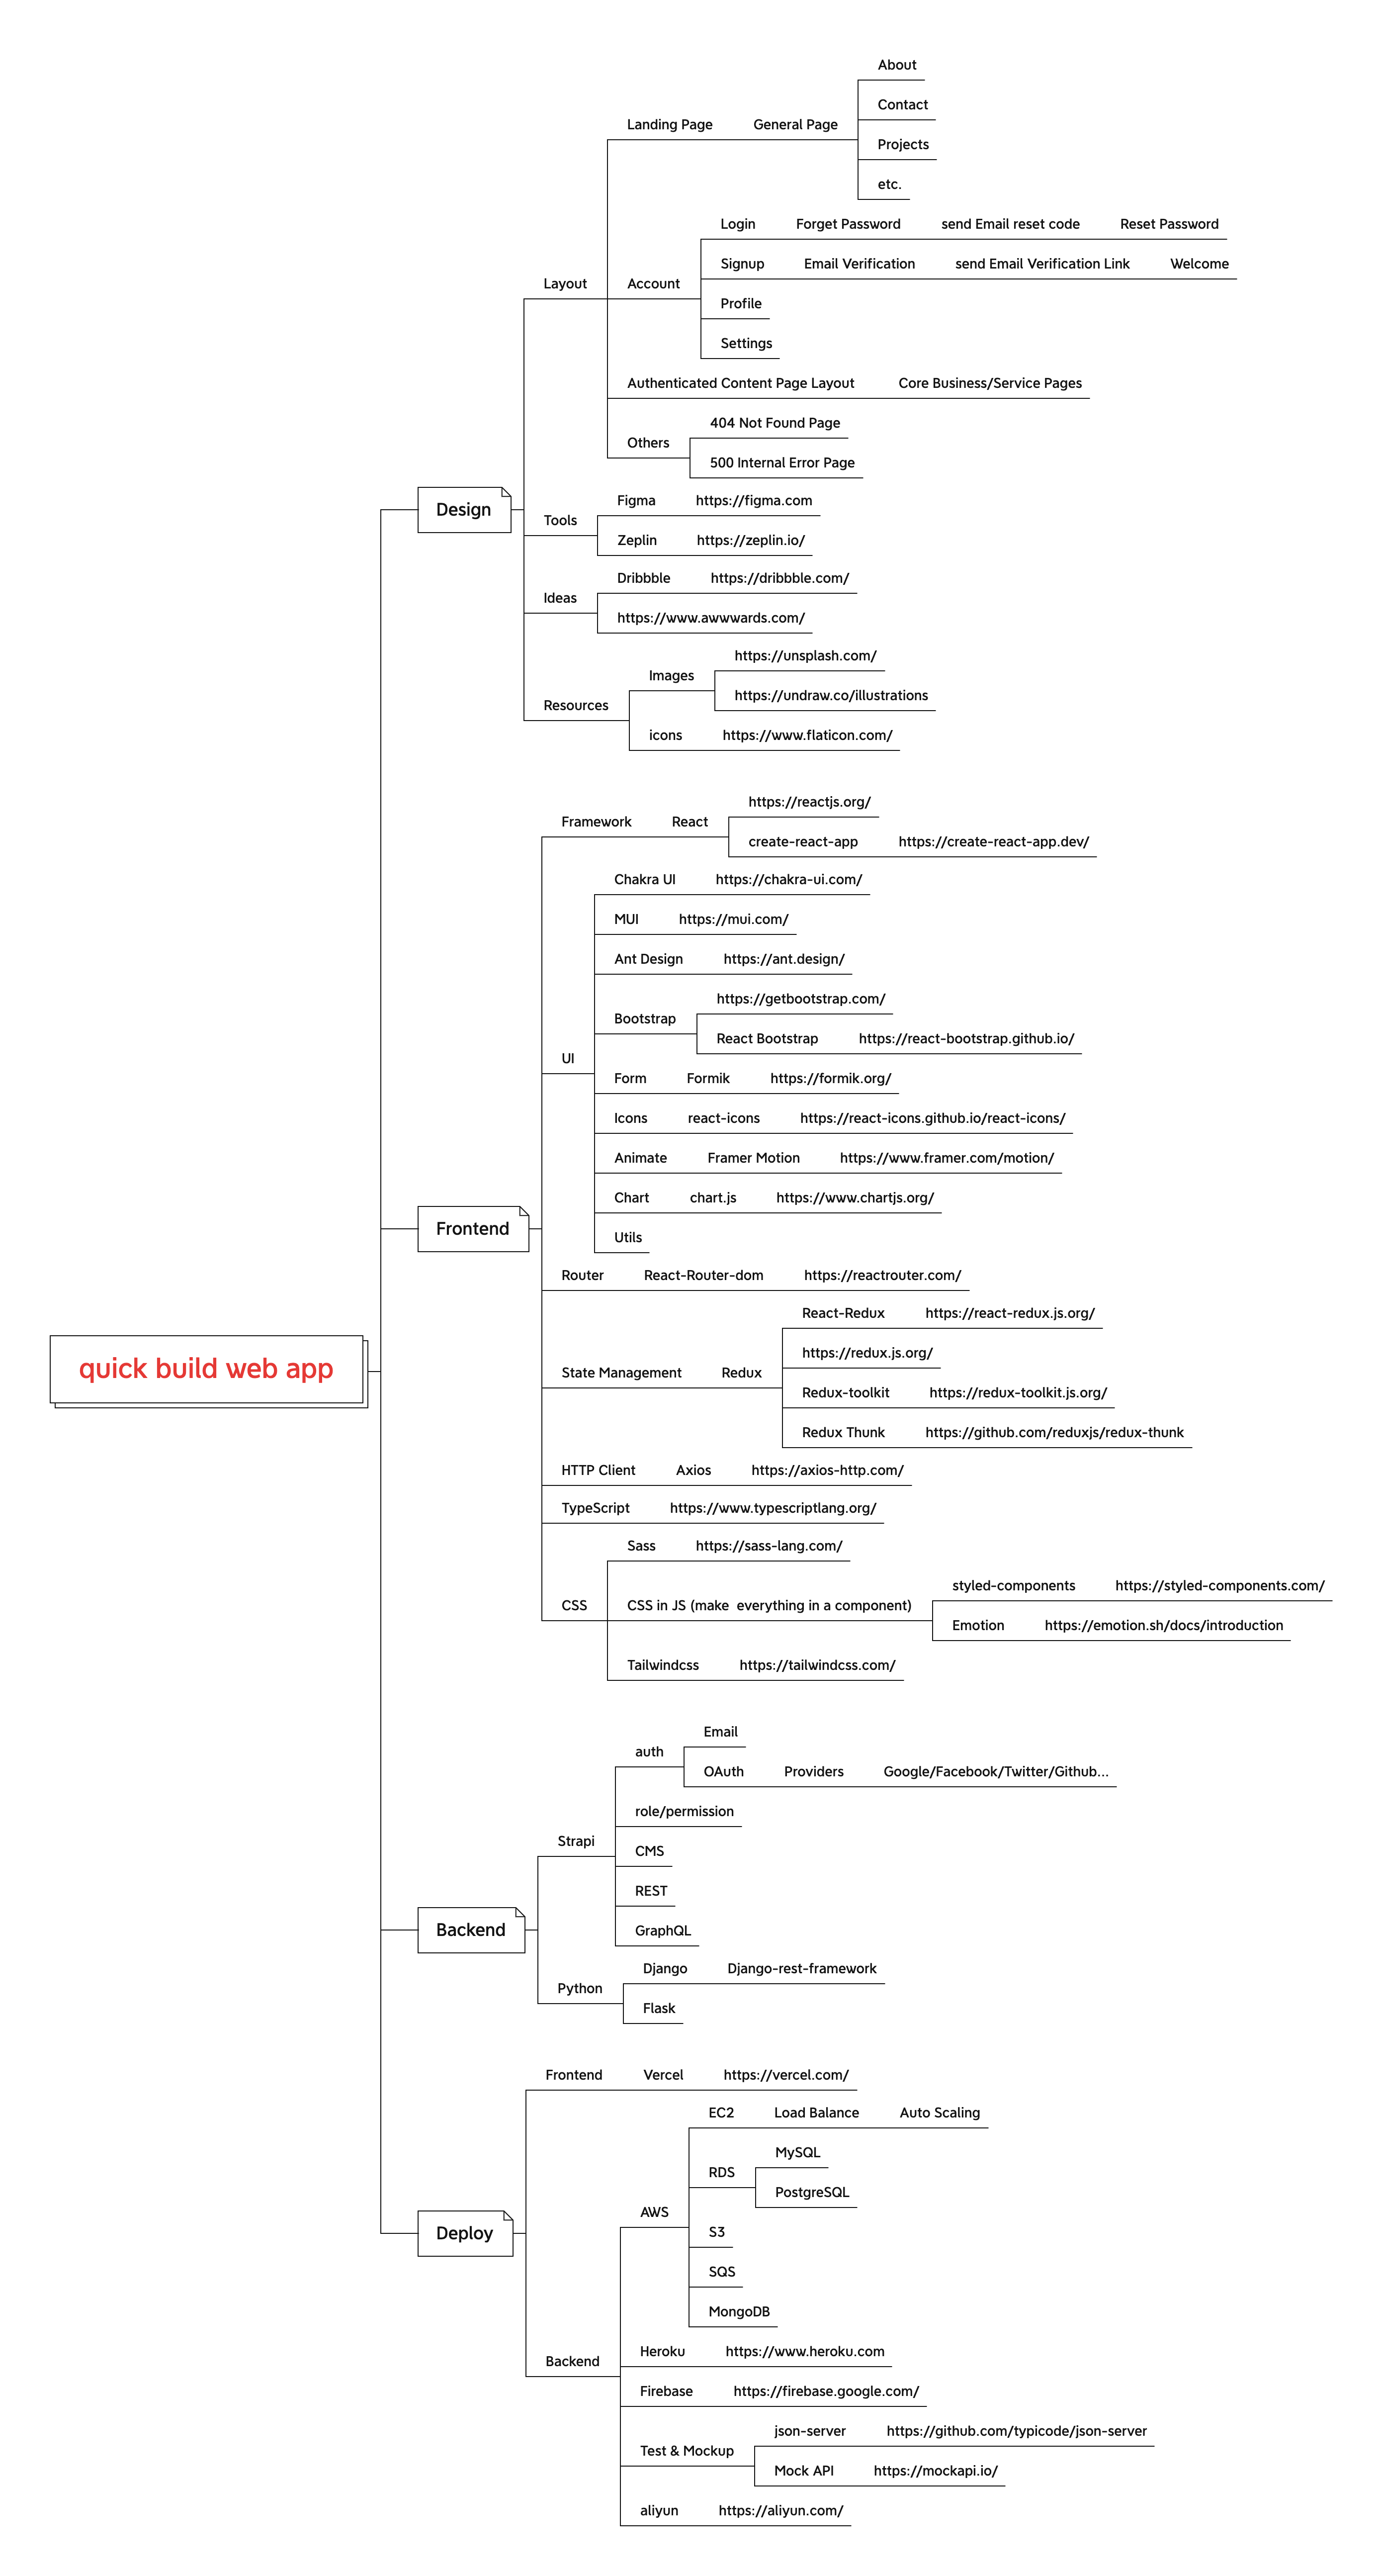 quick build web app
Design
Layout
Landing Page
General Page
About
Contact
Projects
etc.
Account
Login Forget Password send Email reset code Reset Password
Signup Email Verification send Email Verification Link Welcome
Profile
Settings
Authenticated Content Page Layout Core Business/Service Pages
Others
404 Not Found Page
500 Internal Error Page
Tools
Figma https://figma.com
Zeplin https://zeplin.io/
Ideas
Dribbble https://dribbble.com/
https://www.awwwards.com/
Resources
Images
https://unsplash.com/
https://undraw.co/illustrations
icons https://www.flaticon.com/
Frontend
Framework React
https://reactjs.org/
create-react-app https://create-react-app.dev/
UI
Chakra UI https://chakra-ui.com/
MUI https://mui.com/
Ant Design https://ant.design/
Bootstrap
https://getbootstrap.com/
React Bootstrap https://react-bootstrap.github.io/
Form Formik https://formik.org/
Icons react-icons https://react-icons.github.io/react-icons/
Animate Framer Motion https://www.framer.com/motion/
Chart chart.js https://www.chartjs.org/
Utils
Router React-Router-dom https://reactrouter.com/
State Management Redux
React-Redux https://react-redux.js.org/
https://redux.js.org/
Redux-toolkit https://redux-toolkit.js.org/
Redux Thunk https://github.com/reduxjs/redux-thunk
HTTP Client Axios https://axios-http.com/
TypeScript https://www.typescriptlang.org/
CSS
Sass https://sass-lang.com/
CSS in JS (make everything in a component)
styled-components https://styled-components.com/
Emotion https://emotion.sh/docs/introduction
Tailwindcss https://tailwindcss.com/
Backend
Strapi
auth
Email
OAuth Providers Google/Facebook/Twitter/Github...
role/permission
CMS
REST
GraphQL
Python
Django Django-rest-framework
Flask
Deploy
Frontend Vercel https://vercel.com/
Backend
AWS
EC2 Load Balance Auto Scaling
RDS
MySQL
PostgreSQL
S3
SQS
MongoDB
Heroku https://www.heroku.com
Firebase https://firebase.google.com/
Test & Mockup
json-server https://github.com/typicode/json-server
Mock API https://mockapi.io/
aliyun https://aliyun.com/